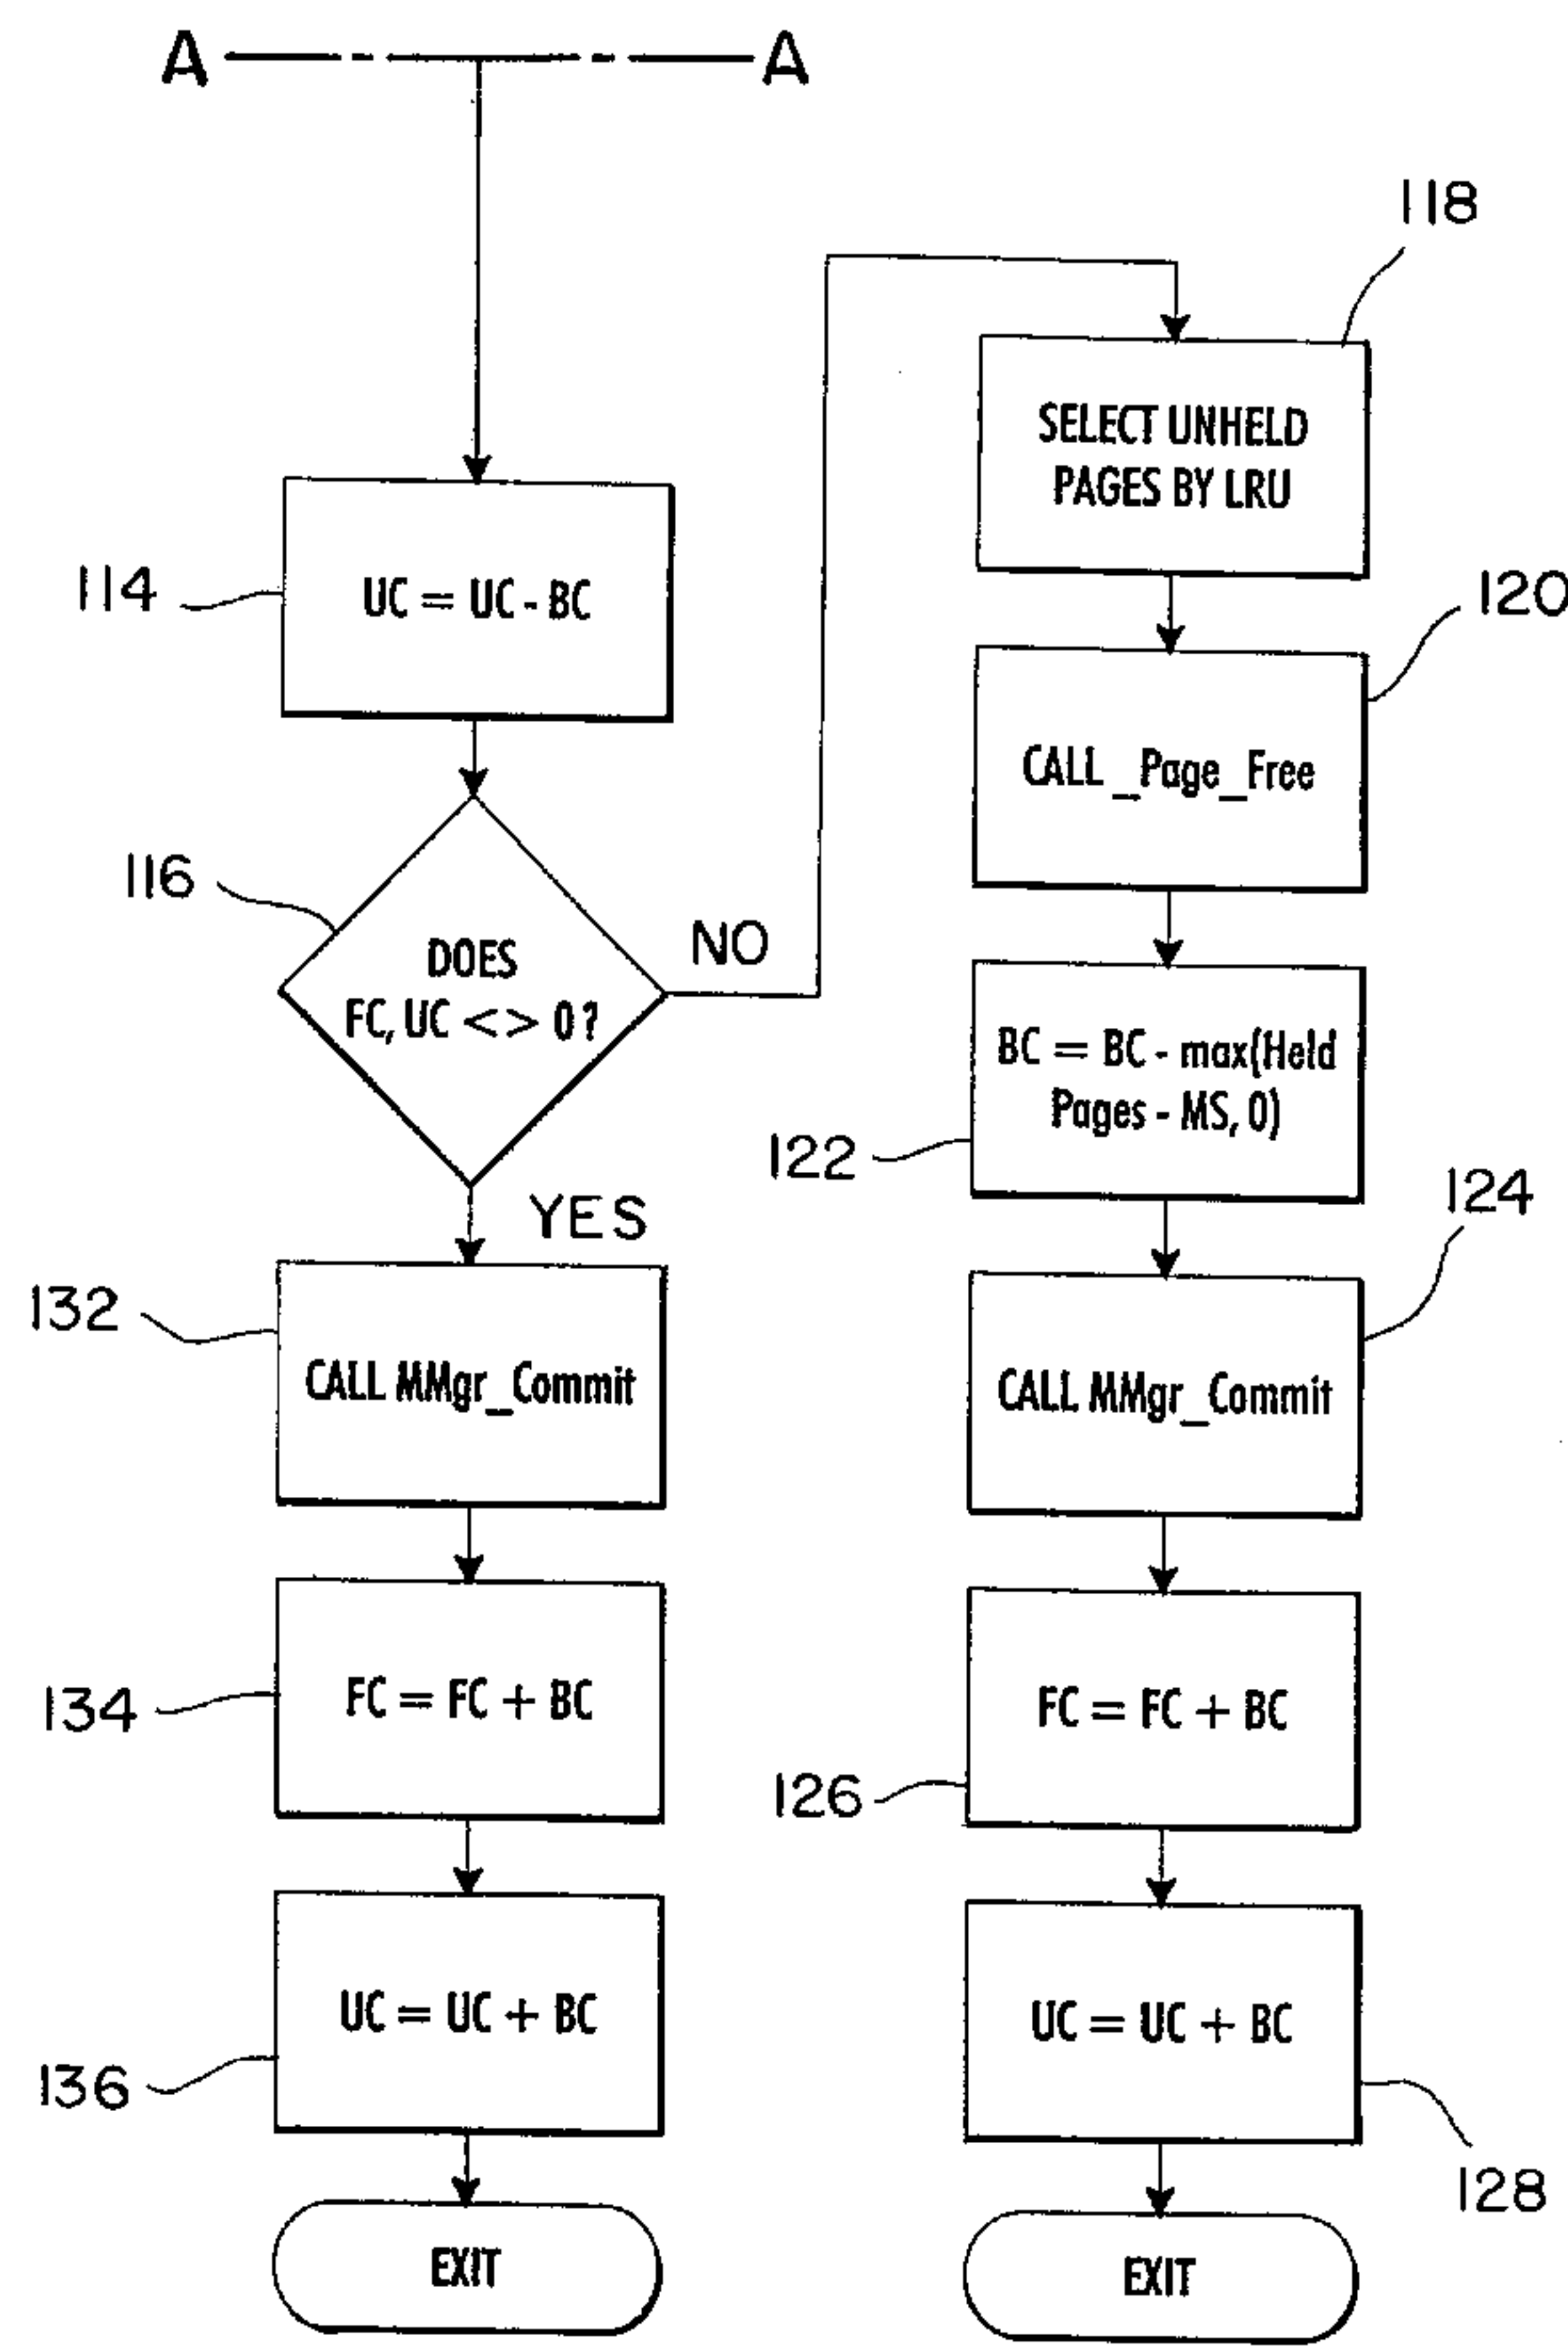 A A
114
UC = UC - BC
116
DOES
FC, UC <> 0?
NO
YES
132
CALL MMgr_Commit
134
FC = FC + BC
136
UC = UC + BC
EXIT
118
SELECT UNHELD
PAGES BY LRU
120
CALL _Page_Free
122
BC = BC - max(Held
Pages - MS, 0)
124
CALL MMgr_Commit
126
FC = FC + BC
128
UC = UC + BC
EXIT